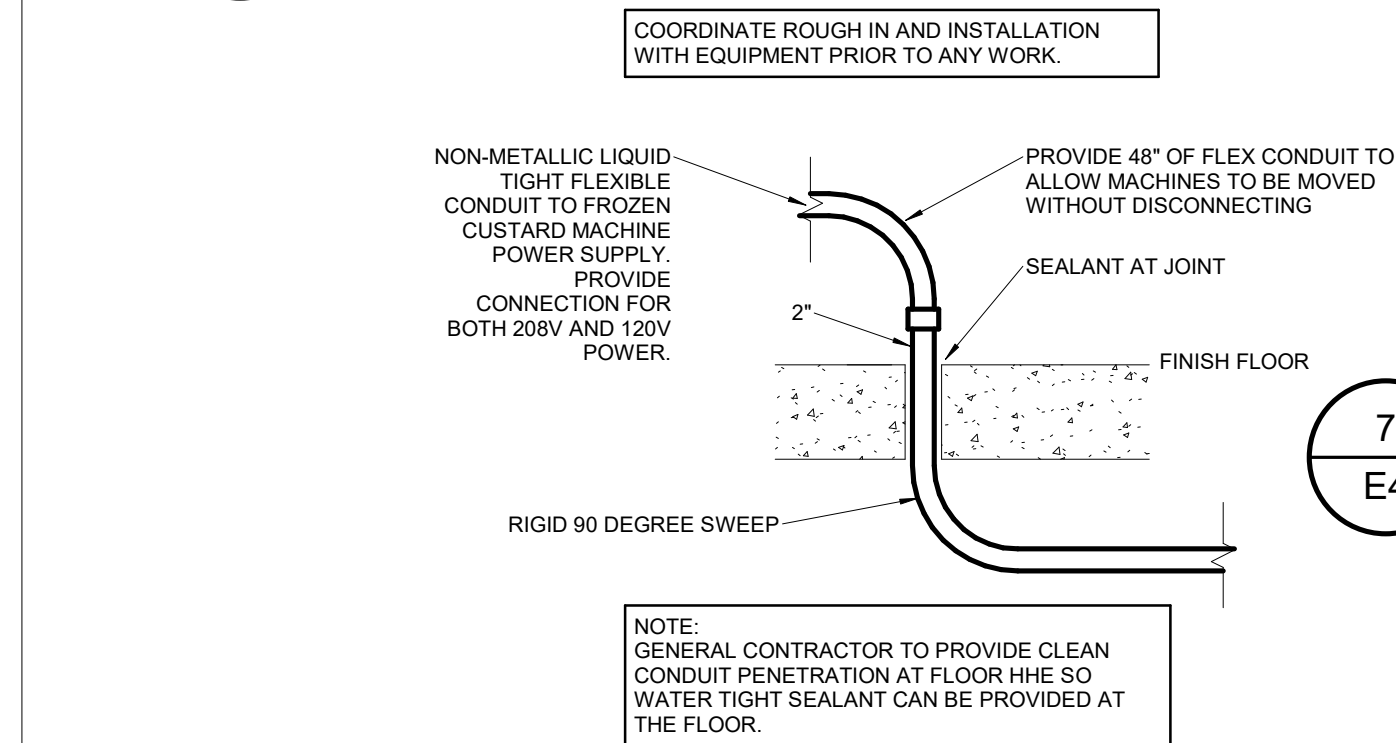 COORDINATE ROUGH IN AND INSTALLATION
WITH EQUIPMENT PRIOR TO ANY WORK.
NON-METALLIC LIQUID
TIGHT FLEXIBLE
CONDUIT TO FROZEN
CUSTARD MACHINE
POWER SUPPLY.
PROVIDE
CONNECTION FOR
BOTH 208V AND 120V
POWER.
PROVIDE 48" OF FLEX CONDUIT TO
ALLOW MACHINES TO BE MOVED
WITHOUT DISCONNECTING
SEALANT AT JOINT
2"
FINISH FLOOR
7
E4
RIGID 90 DEGREE SWEEP
NOTE:
GENERAL CONTRACTOR TO PROVIDE CLEAN
CONDUIT PENETRATION AT FLOOR HHE SO
WATER TIGHT SEALANT CAN BE PROVIDED AT
THE FLOOR.